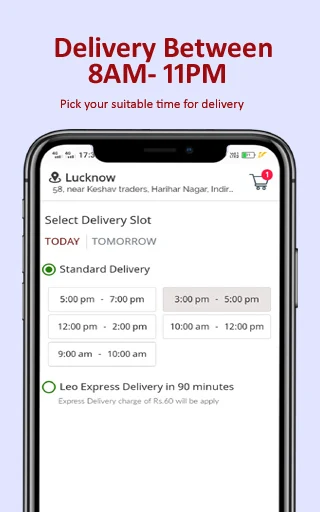 Delivery Between
8AM- 11PM
Pick your suitable time for delivery
Lucknow
58, near Keshav traders, Harihar Nagar, Indir...
1
Select Delivery Slot
TODAY TOMORROW
Standard Delivery
5:00 pm - 7:00 pm 3:00 pm - 5:00 pm
12:00 pm - 2:00 pm 10:00 am - 12:00 pm
9:00 am - 10:00 am
Leo Express Delivery in 90 minutes
Express Delivery charge of Rs.60 will be apply